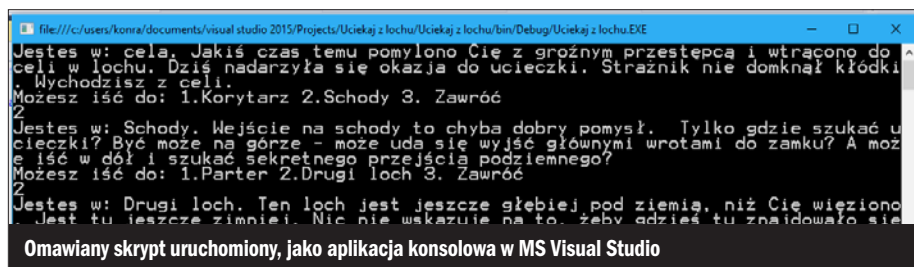 file:///c:/users/konra/documents/visual studio 2015/Projects/Uciekaj z lochu/Uciekaj z lochu/bin/Debug/Uciekaj z lochu.EXE
Jestes w: cela. Jakiś czas temu pomylono Cię z groźnym przestępcą i wtrącono do
celi w lochu. Dziś nadarzyła się okazja do ucieczki. Strażnik nie domknął kłódki
. Wychodzisz z celi.
Możesz iść do: 1.Korytarz 2.Schody 3. Zawróć
2
Jestes w: Schody. Wejście na schody to chyba dobry pomysł.  Tylko gdzie szukać u
cieczki? Być może na górze - może uda się wyjść głównymi wrotami do zamku? A moż
e iść w dół i szukać sekretnego przejścia podziemnego?
Możesz iść do: 1.Parter 2.Drugi loch 3. Zawróć
2
Jestes w: Drugi loch. Ten loch jest jeszcze głębiej pod ziemią, niż Cię więziono
. Jest tu jeszcze zimniej. Nic nie wskazuje na to, żeby gdzieś tu znajdowało się
Omawiany skrypt uruchomiony, jako aplikacja konsolowa w MS Visual Studio